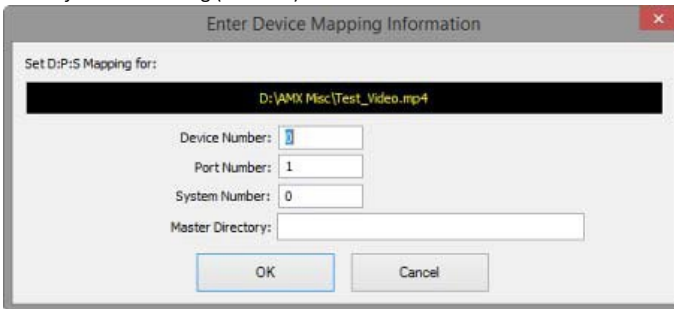 Enter Device Mapping Information
Set D:P:S Mapping for:
D:\AMX Misc\Test_Video.mp4
Device Number: 0
Port Number: 1
System Number: 0
Master Directory:
OK Cancel